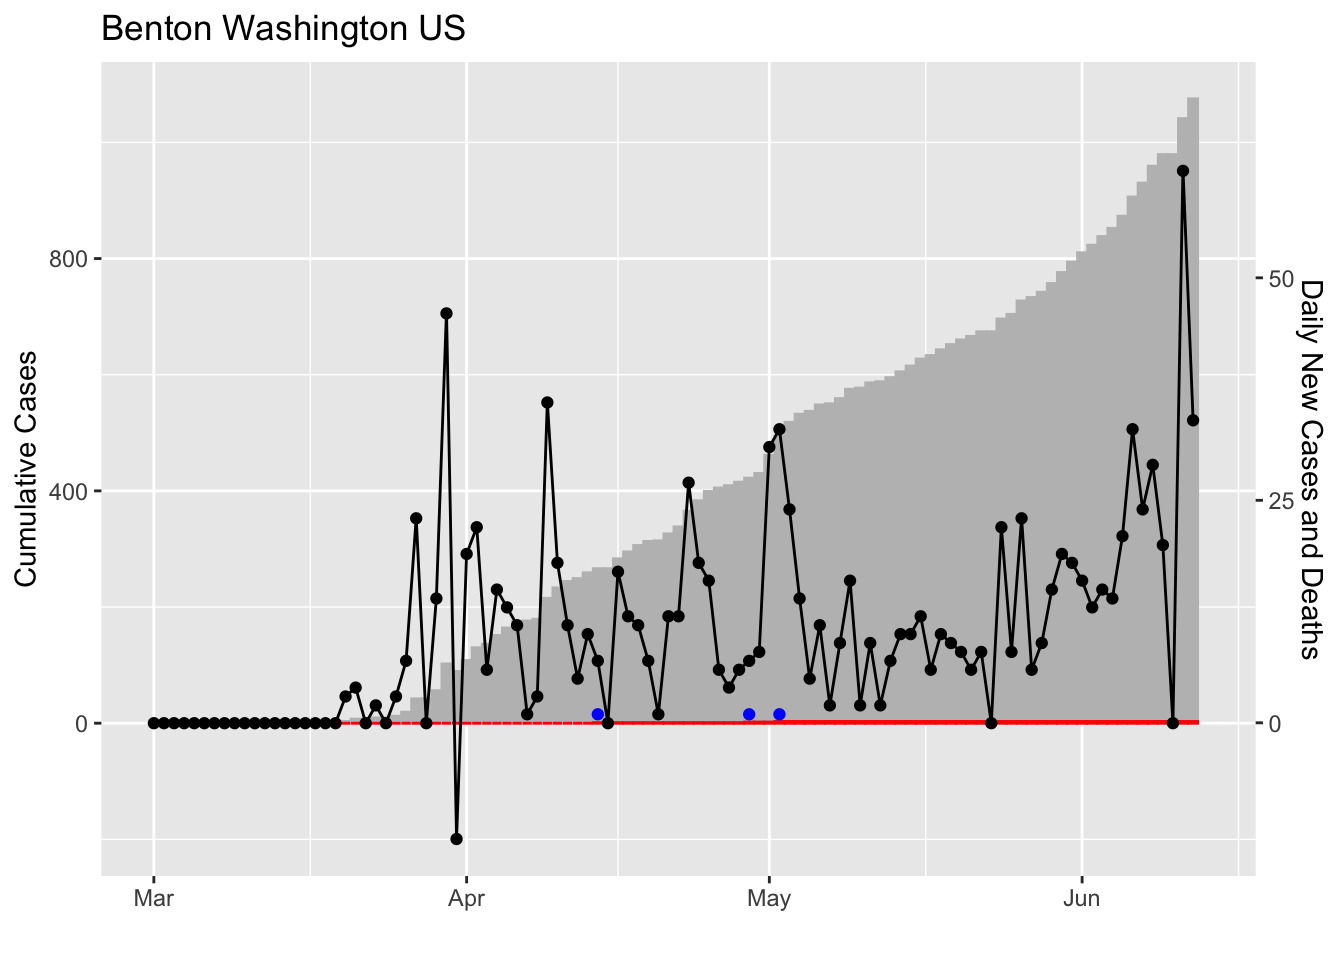 Benton Washington US
Cumulative Cases
800
400
0
50
25
0
Daily New Cases and Deaths
Mar
Apr
May
Jun